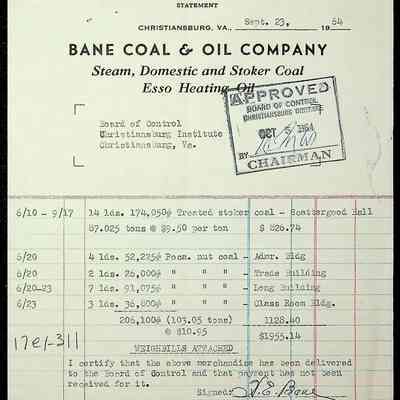 STATEMENT
CHRISTIANSBURG, VA., Sept. 23, 1964
BANE COAL & OIL COMPANY
Steam, Domestic and Stoker Coal
Esso Heating Oil
APPROVED
BOARD OF CONTROL
CHRISTIANSBURG INSTITUTE
OCT 5 1964
BY
CHAIRMAN
Board of Control
Christiansburg Institute
Christiansburg, Va.
6/10 - 9/17 14 lds. 174,050# Treated stoker coal - Scattergood Hall
87.025 tons @ $9.50 per ton $ 826.74
6/20 4 lds. 52,225# Poca. nut coal - Admr. Bldg
6/20 2 lds. 26,000# " " " - Trade Building
6/20-23 7 lds. 91,075# " " " - Long Building
6/23 3 lds. 36,800# " " " - Class Room Bldg.
206,100# (103.05 tons) 1128.40
@ $10.95 $1955.14
17e1-311
WEIGHBILLS ATTACHED
I certify that the above merchandise has been delivered
to the Board of Control and that payment has not been
received for it.
Signed: V.E. Bane